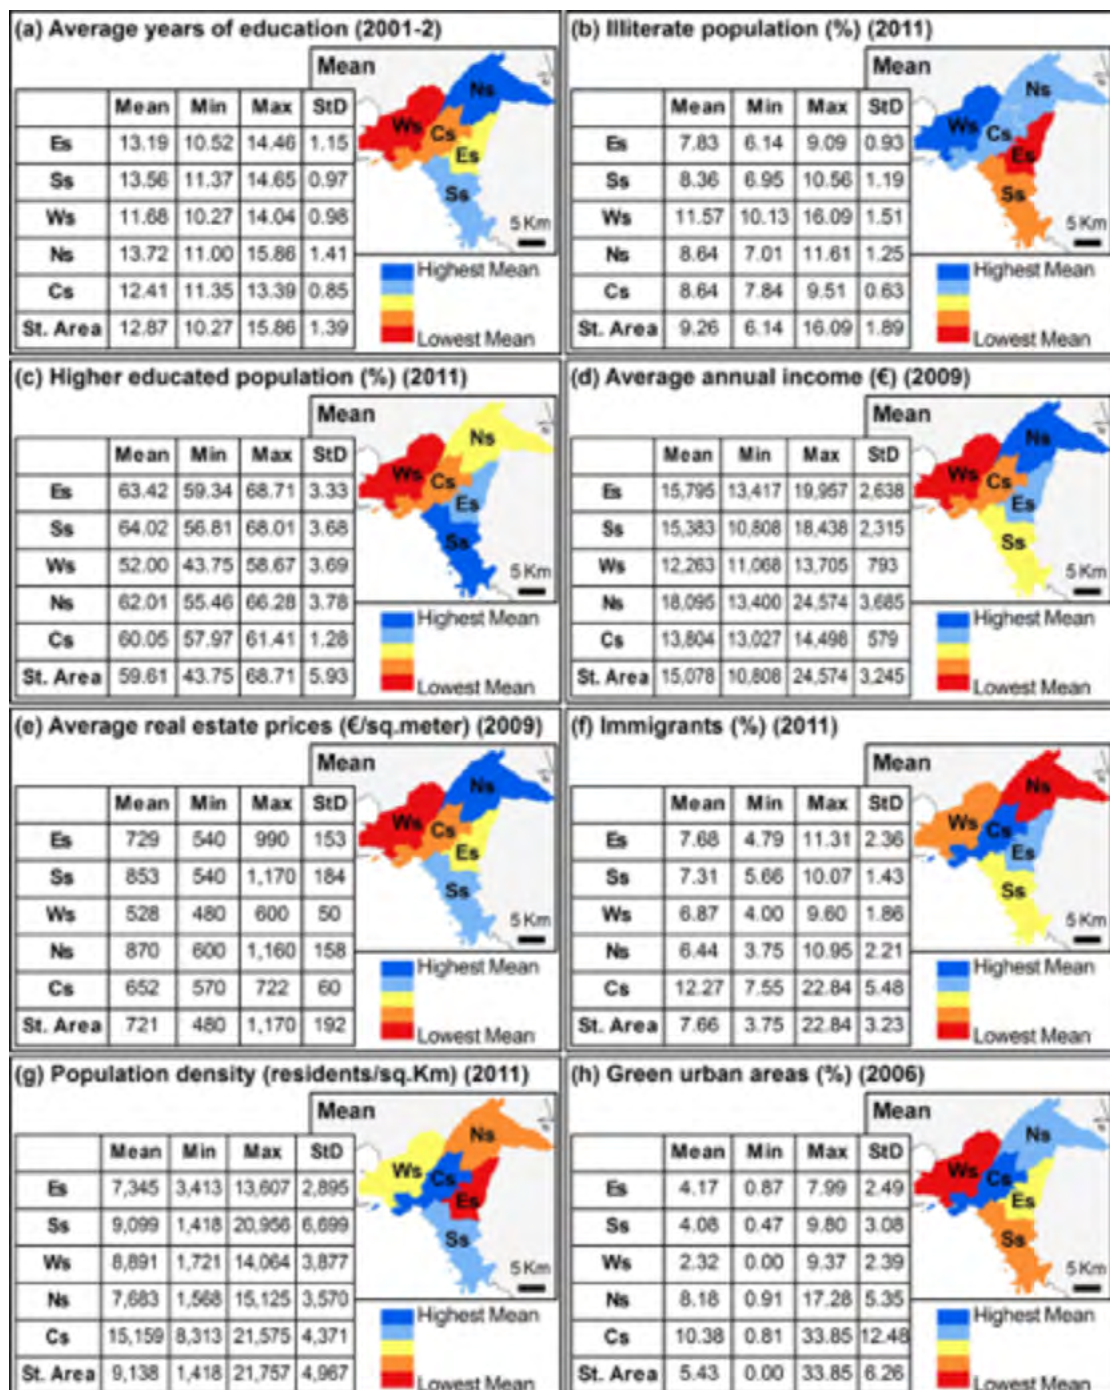 (a) Average years of education (2001-2)
Mean
Mean Min Max StD
Es 13.19 10.52 14.46 1.15
Ss 13.56 11.37 14.65 0.97
Ws 11.68 10.27 14.04 0.98
Ns 13.72 11.00 15.86 1.41
Cs 12.41 11.35 13.39 0.85
St. Area 12.87 10.27 15.86 1.39
Ns
Ws
Cs
Es
Ss
5 Km
Highest Mean
Lowest Mean
(b) Illiterate population (%) (2011)
Mean
Mean Min Max StD
Es 7.83 6.14 9.09 0.93
Ss 8.36 6.95 10.56 1.19
Ws 11.57 10.13 16.09 1.51
Ns 8.64 7.01 11.61 1.25
Cs 8.64 7.84 9.51 0.63
St. Area 9.26 6.14 16.09 1.89
Ns
Ws
Cs
Es
Ss
5 Km
Highest Mean
Lowest Mean
(c) Higher educated population (%) (2011)
Mean
Mean Min Max StD
Es 63.42 59.34 68.71 3.33
Ss 64.02 56.81 68.01 3.68
Ws 52.00 43.75 58.67 3.69
Ns 62.01 55.46 66.28 3.78
Cs 60.05 57.97 61.41 1.28
St. Area 59.61 43.75 68.71 5.93
Ns
Ws
Cs
Es
Ss
5 Km
Highest Mean
Lowest Mean
(d) Average annual income (€) (2009)
Mean
Mean Min Max StD
Es 15,795 13,417 19,957 2,638
Ss 15,383 10,808 18,438 2,315
Ws 12,263 11,068 13,705 793
Ns 18,095 13,400 24,574 3,685
Cs 13,804 13,027 14,498 579
St. Area 15,078 10,808 24,574 3,245
Ns
Ws
Cs
Es
Ss
5 Km
Highest Mean
Lowest Mean
(e) Average real estate prices (€/sq.meter) (2009)
Mean
Mean Min Max StD
Es 729 540 990 153
Ss 853 540 1,170 184
Ws 528 480 600 50
Ns 870 600 1,160 158
Cs 652 570 722 60
St. Area 721 480 1,170 192
Ns
Ws
Cs
Es
Ss
5 Km
Highest Mean
Lowest Mean
(f) Immigrants (%) (2011)
Mean
Mean Min Max StD
Es 7.68 4.79 11.31 2.36
Ss 7.31 5.66 10.07 1.43
Ws 6.87 4.00 9.60 1.86
Ns 6.44 3.75 10.95 2.21
Cs 12.27 7.55 22.84 5.48
St. Area 7.66 3.75 22.84 3.23
Ns
Ws
Cs
Es
Ss
5 Km
Highest Mean
Lowest Mean
(g) Population density (residents/sq.Km) (2011)
Mean
Mean Min Max StD
Es 7,345 3,413 13,607 2,895
Ss 9,099 1,418 20,956 6,699
Ws 8,891 1,721 14,064 3,877
Ns 7,683 1,568 15,125 3,570
Cs 15,159 8,313 21,575 4,371
St. Area 9,138 1,418 21,757 4,967
Ns
Ws
Cs
Es
Ss
5 Km
Highest Mean
Lowest Mean
(h) Green urban areas (%) (2006)
Mean
Mean Min Max StD
Es 4.17 0.87 7.99 2.49
Ss 4.08 0.47 9.80 3.08
Ws 2.32 0.00 9.37 2.39
Ns 8.18 0.91 17.28 5.35
Cs 10.38 0.81 33.85 12.48
St. Area 5.43 0.00 33.85 6.26
Ns
Ws
Cs
Es
Ss
5 Km
Highest Mean
Lowest Mean